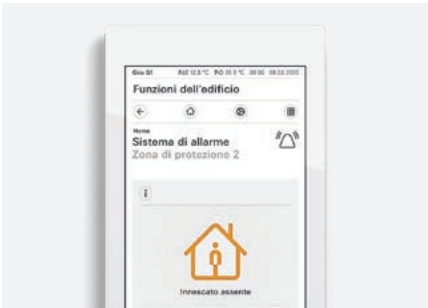 Gira G1
Funzioni dell'edificio
Home
Sistema di allarme
Zona di protezione 2
i
Innescato assente